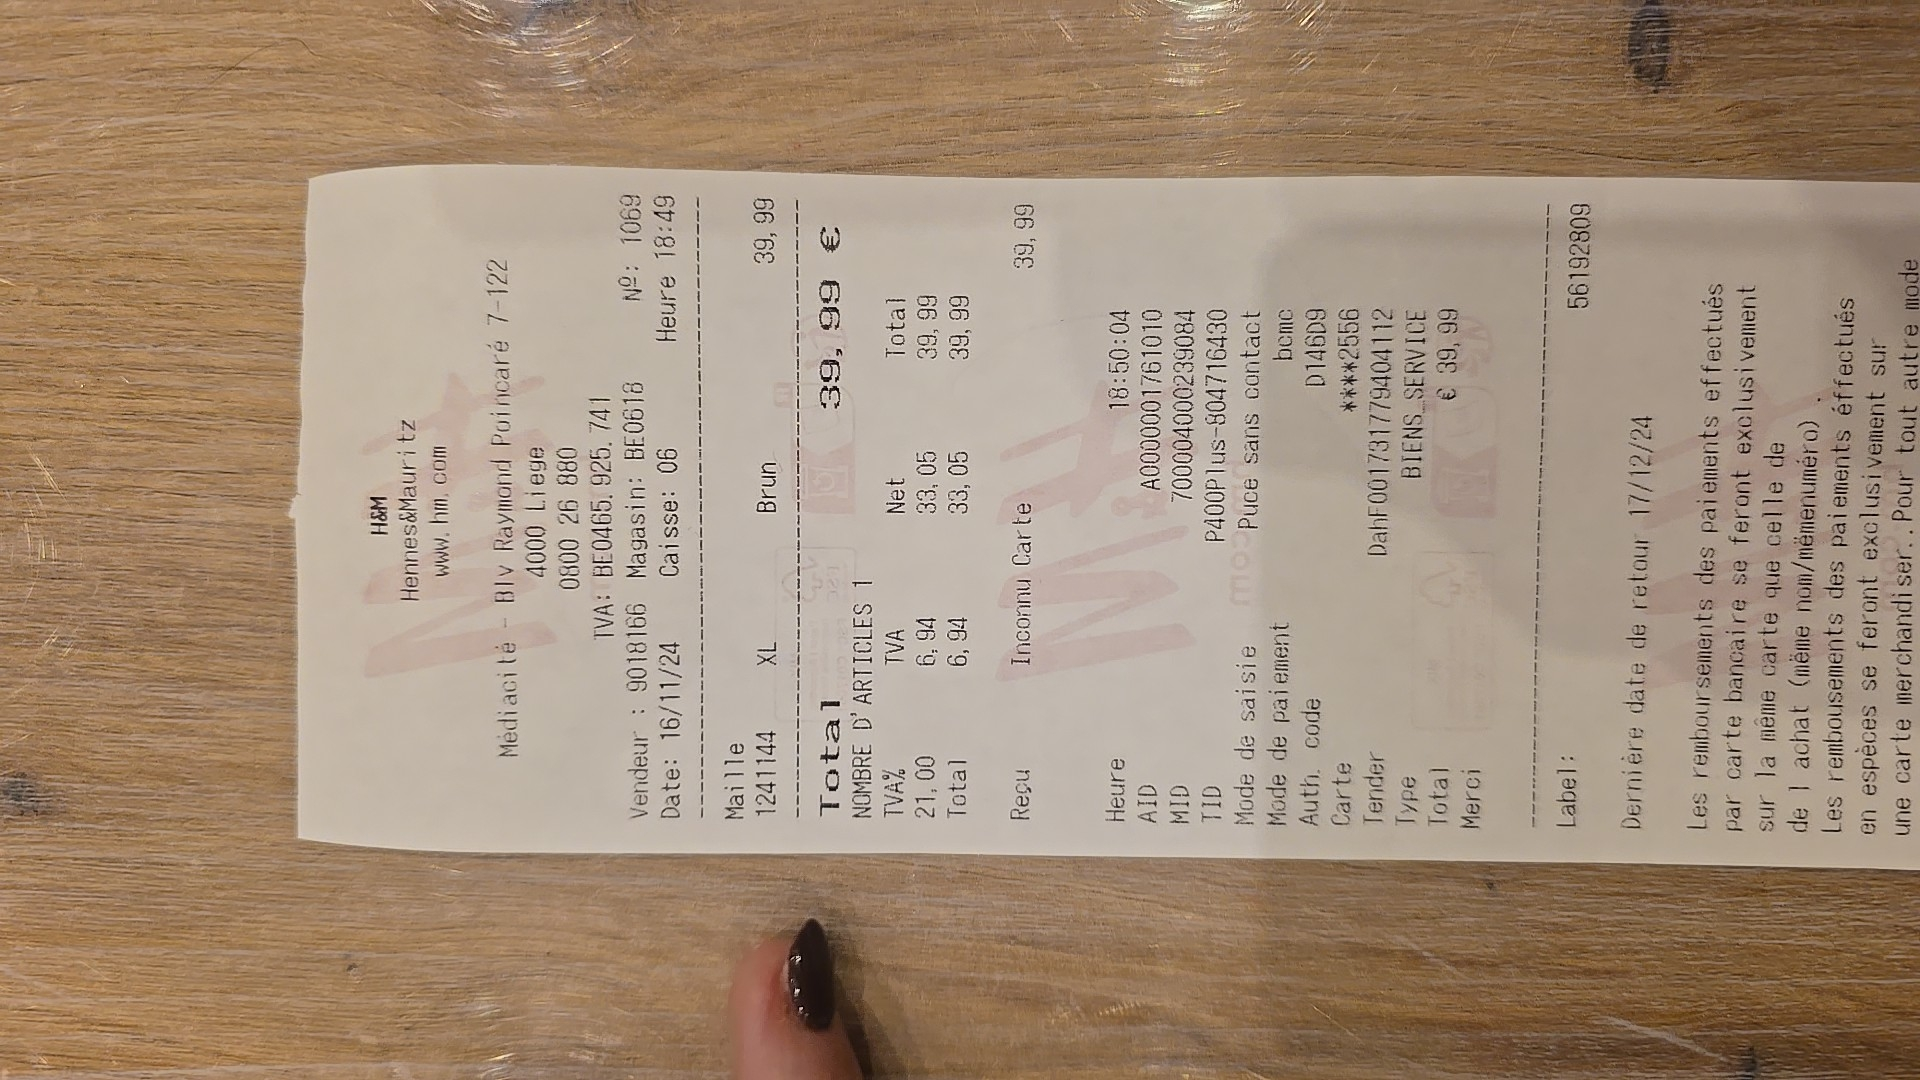 H&M
Hennes&Mauritz
www.hm.com
Médiacité - Blv Raymond Poincaré 7-122
4000 Liege
0800 26 880
TVA: BE0465.925.741
Vendeur : 9018166 Magasin: BE0618 Nº: 1069
Date: 16/11/24 Caisse: 06 Heure 18:49
Maille
1241144 XL Brun 39,99
Total 39,99 €
NOMBRE D'ARTICLES 1
TVA% TVA Net Total
21,00 6,94 33,05 39,99
Total 6,94 33,05 39,99
Reçu Inconnu Carte 39,99
Heure 18:50:04
AID A0000001761010
MID 700004000239084
TID P400Plus-804716430
Mode de saisie Puce sans contact
Mode de paiement bcmc
Auth. code D146D9
Carte ****2556
Tender DahF001731779404112
Type BIENS_SERVICE
Total € 39,99
Merci
Label: 56192809
Dernière date de retour 17/12/24
Les remboursements des paiements effectués
par carte bancaire se feront exclusivement
sur la même carte que celle de
de l achat (même nom/mêmenuméro).
Les rembousements des paiements éffectués
en espèces se feront exclusivement sur
une carte merchandiser..Pour tout autre mode